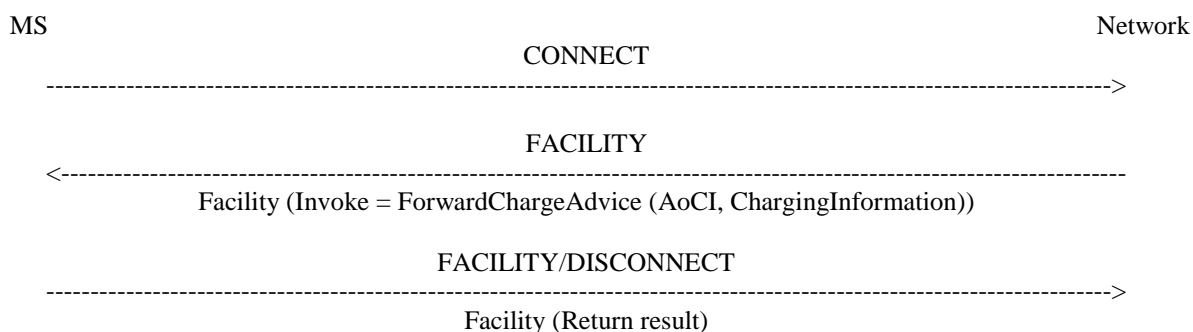 MS Network
CONNECT
----------------------------------------------------------------------------------------------------------------------->
FACILITY
<-----------------------------------------------------------------------------------------------------------------------
Facility (Invoke = ForwardChargeAdvice (AoCI, ChargingInformation))
FACILITY/DISCONNECT
----------------------------------------------------------------------------------------------------------------------->
Facility (Return result)